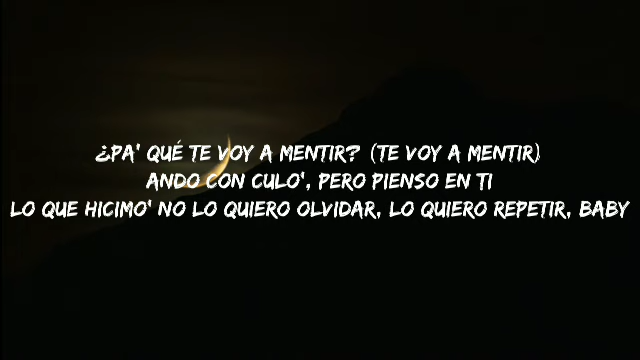 ¿PA' QUÉ TE VOY A MENTIR? (TE VOY A MENTIR)
ANDO CON CULO', PERO PIENSO EN TI
LO QUE HICIMO' NO LO QUIERO OLVIDAR, LO QUIERO REPETIR, BABY